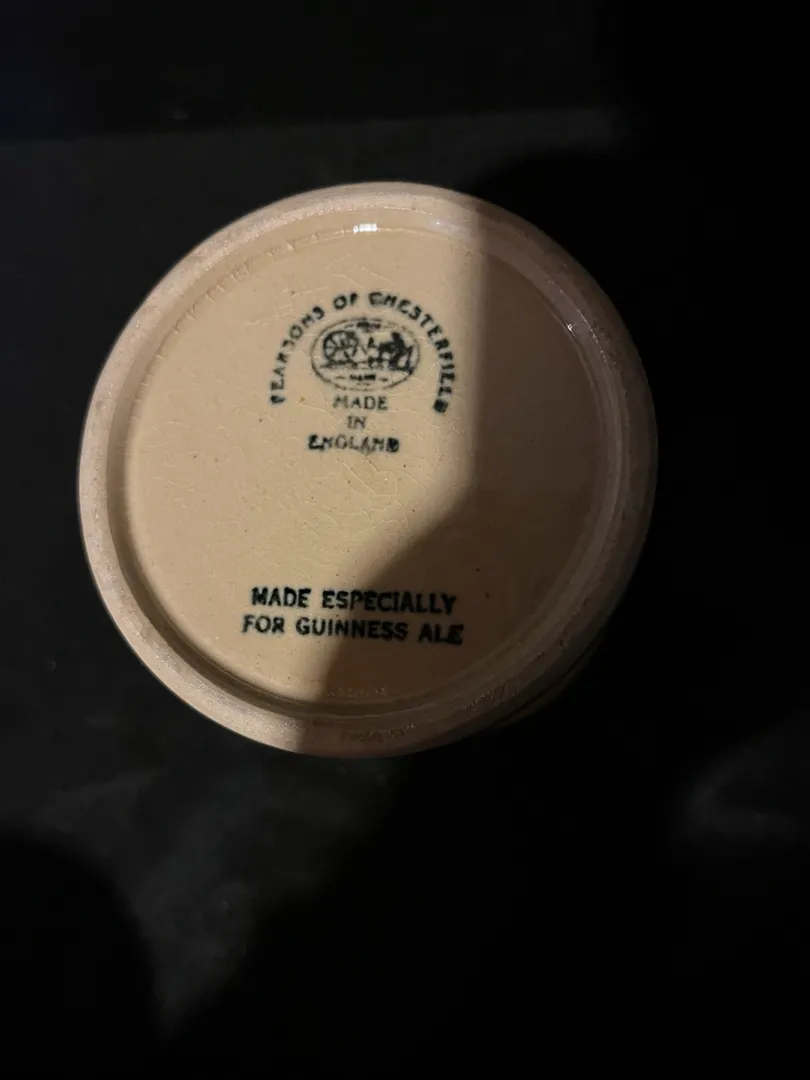 PEARSONS OF CHESTERFIELD
MADE
IN
ENGLAND
MADE ESPECIALLY
FOR GUINNESS ALE